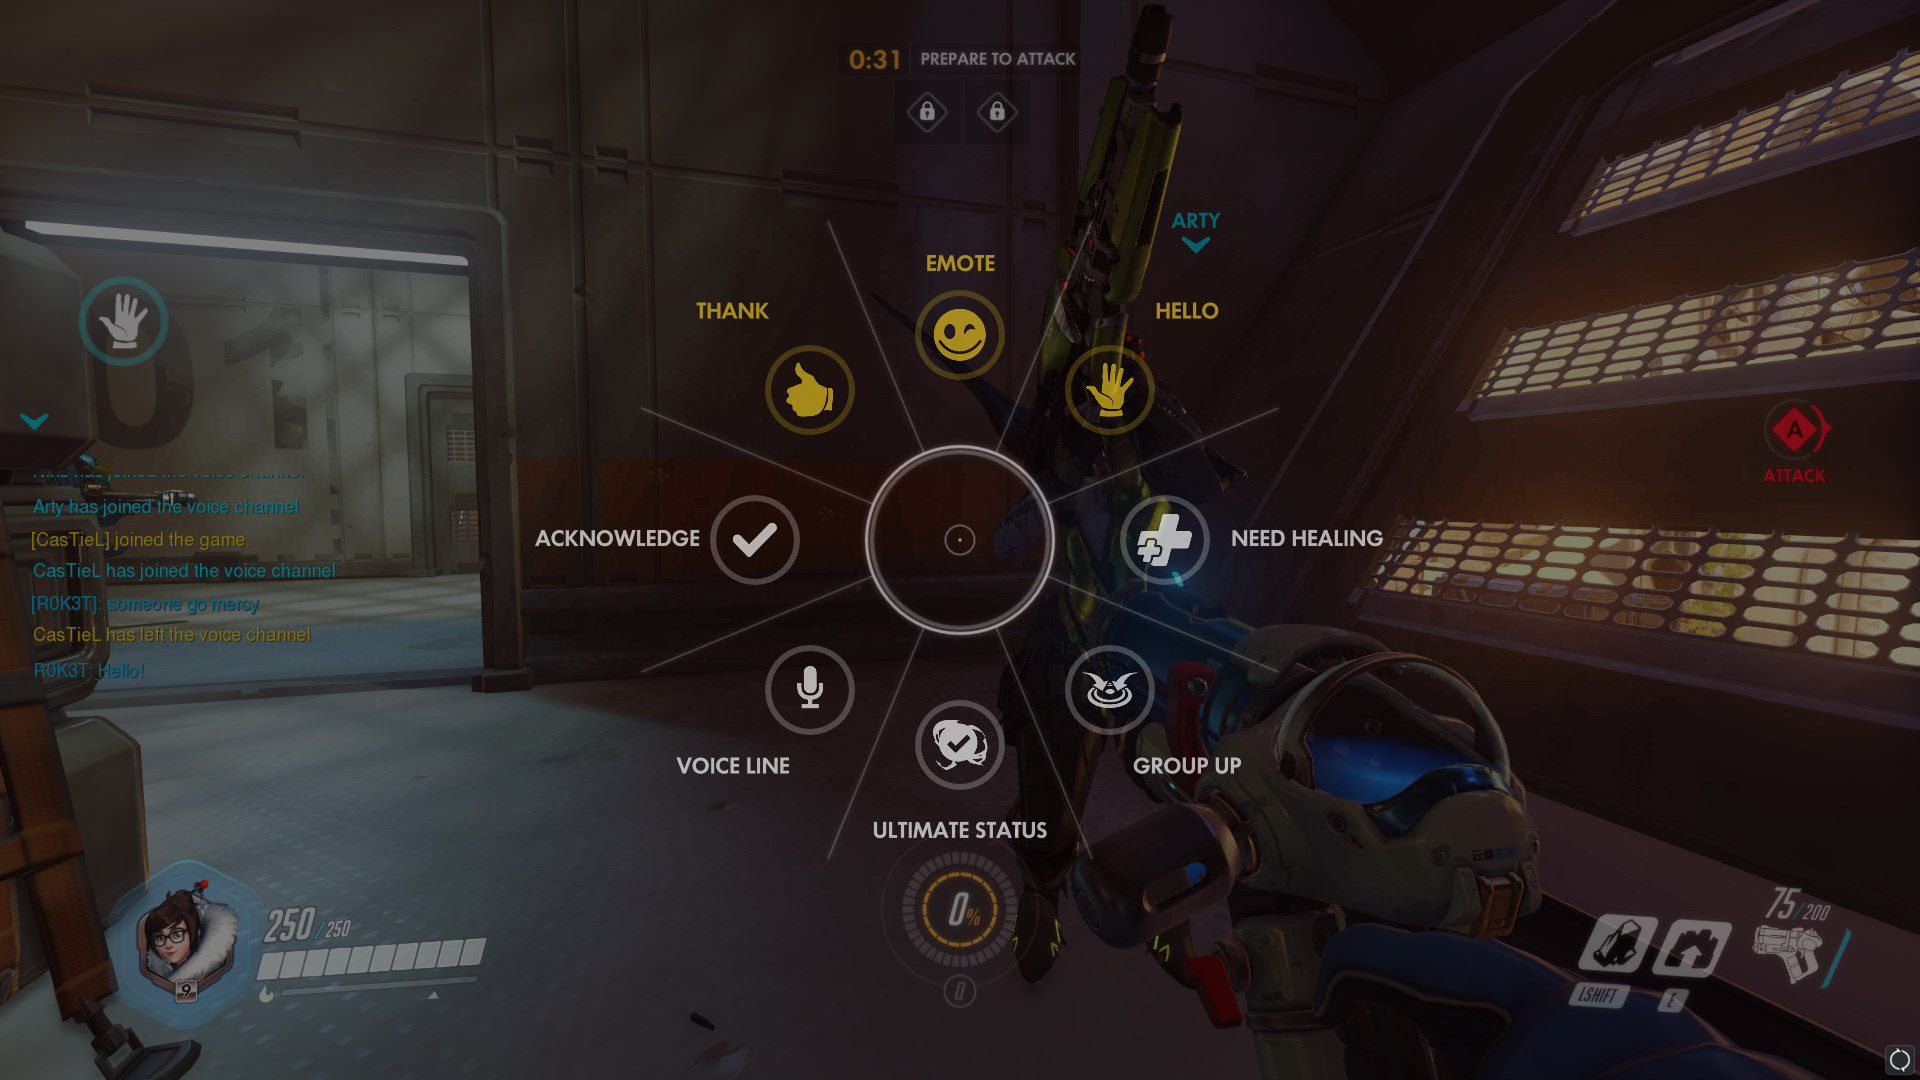 0:31 PREPARE TO ATTACK
ARTY
EMOTE
THANK
HELLO
01
A
ATTACK
Arty has joined the voice channel
[CasTieL] joined the game.
CasTieL has joined the voice channel
[R0K3T]: someone go mercy
CasTieL has left the voice channel
R0K3T: Hello!
ACKNOWLEDGE
NEED HEALING
VOICE LINE
GROUP UP
ULTIMATE STATUS
0%
Q
250/250
9
75/200
LSHIFT
E